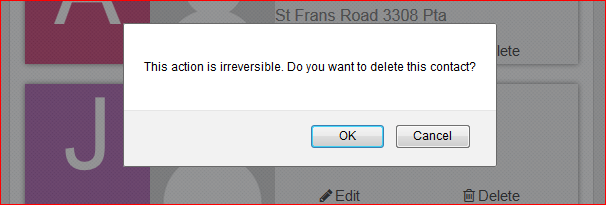 A
St Frans Road 3308 Pta
lete
This action is irreversible. Do you want to delete this contact?
OK Cancel
J
Edit Delete